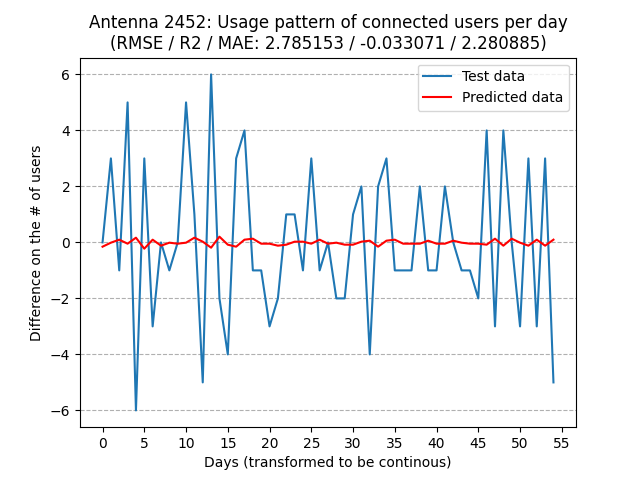 Antenna 2452: Usage pattern of connected users per day
(RMSE / R2 / MAE: 2.785153 / -0.033071 / 2.280885)
Test data
Predicted data
Difference on the # of users
6
4
2
0
−2
−4
−6
0 5 10 15 20 25 30 35 40 45 50 55
Days (transformed to be continous)